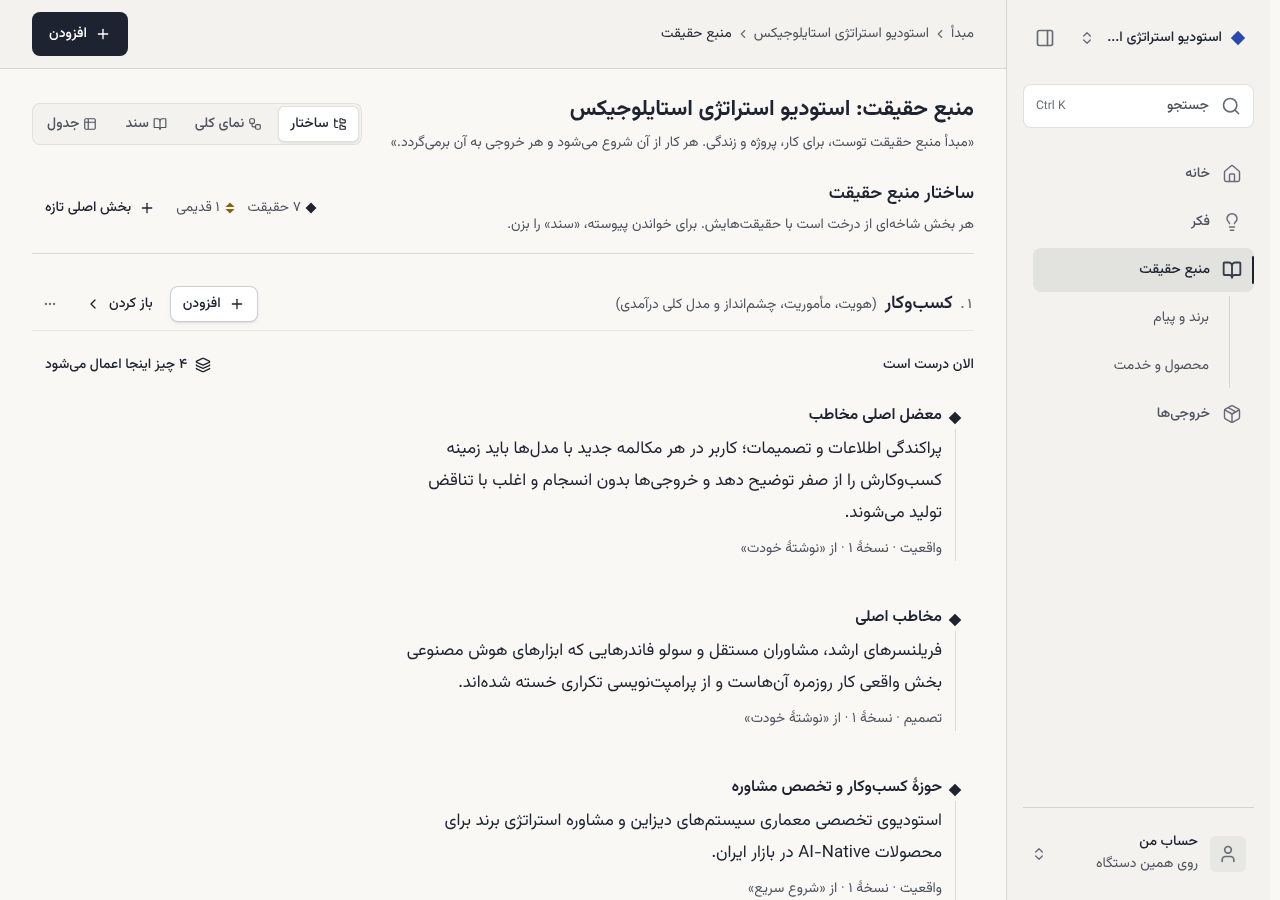 استودیو استراتژی ا...
جستجو
Ctrl K
خانه
فکر
منبع حقیقت
برند و پیام
محصول و خدمت
خروجی‌ها
حساب من
روی همین دستگاه
مبدأ › استودیو استراتژی استایلوجیکس › منبع حقیقت
افزودن
منبع حقیقت: استودیو استراتژی استایلوجیکس
«مبدأ منبع حقیقت توست، برای کار، پروژه و زندگی. هر کار از آن شروع می‌شود و هر خروجی به آن برمی‌گردد.»
ساختار
نمای کلی
سند
جدول
ساختار منبع حقیقت
هر بخش شاخه‌ای از درخت است با حقیقت‌هایش. برای خواندن پیوسته، «سند» را بزن.
۷ حقیقت
۱ قدیمی
بخش اصلی تازه
۱. کسب‌وکار (هویت، مأموریت، چشم‌انداز و مدل کلی درآمدی)
افزودن
باز کردن
الان درست است
۴ چیز اینجا اعمال می‌شود
معضل اصلی مخاطب
پراکندگی اطلاعات و تصمیمات؛ کاربر در هر مکالمه جدید با مدل‌ها باید زمینه
کسب‌وکارش را از صفر توضیح دهد و خروجی‌ها بدون انسجام و اغلب با تناقض
تولید می‌شوند.
واقعیت · نسخهٔ ۱ · از «نوشتهٔ خودت»
مخاطب اصلی
فریلنسرهای ارشد، مشاوران مستقل و سولو فاندرهایی که ابزارهای هوش مصنوعی
بخش واقعی کار روزمره آن‌هاست و از پرامپت‌نویسی تکراری خسته شده‌اند.
تصمیم · نسخهٔ ۱ · از «نوشتهٔ خودت»
حوزهٔ کسب‌وکار و تخصص مشاوره
استودیوی تخصصی معماری سیستم‌های دیزاین و مشاوره استراتژی برند برای
محصولات AI-Native در بازار ایران.
واقعیت · نسخهٔ ۱ · از «شروع سریع»